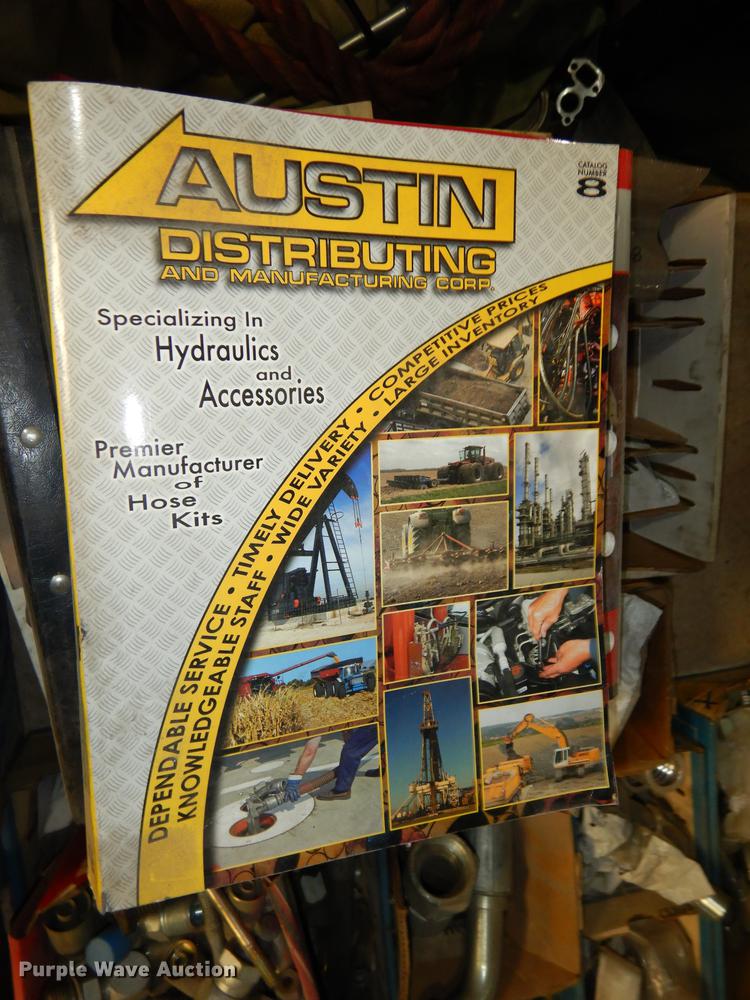 CATALOG
NUMBER
8
AUSTIN
DISTRIBUTING
AND MANUFACTURING CORP.
Specializing In
Hydraulics
and
Accessories
Premier
Manufacturer
of
Hose
Kits
DEPENDABLE SERVICE • TIMELY DELIVERY • COMPETITIVE PRICES
KNOWLEDGEABLE STAFF • WIDE VARIETY • LARGE INVENTORY
Purple Wave Auction